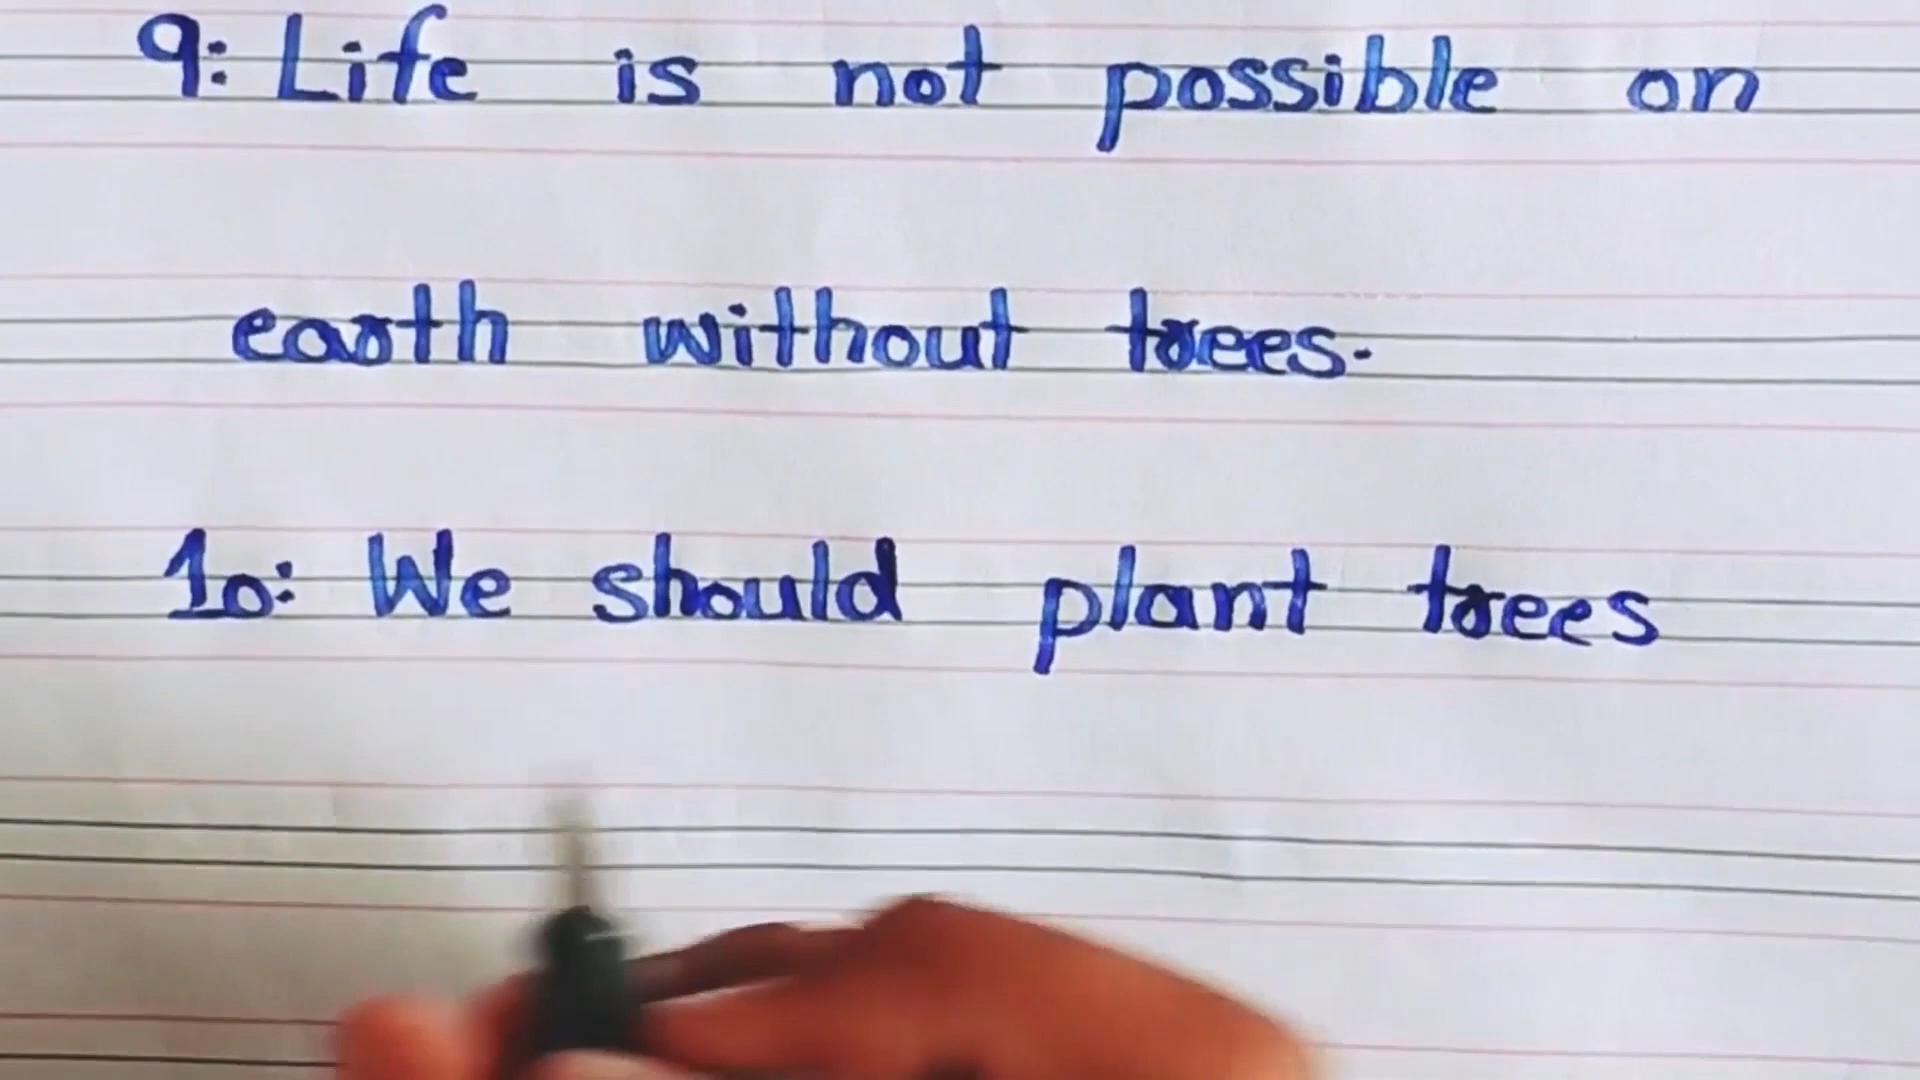 9: Life is not possible on
earth without trees.
10: We should plant trees